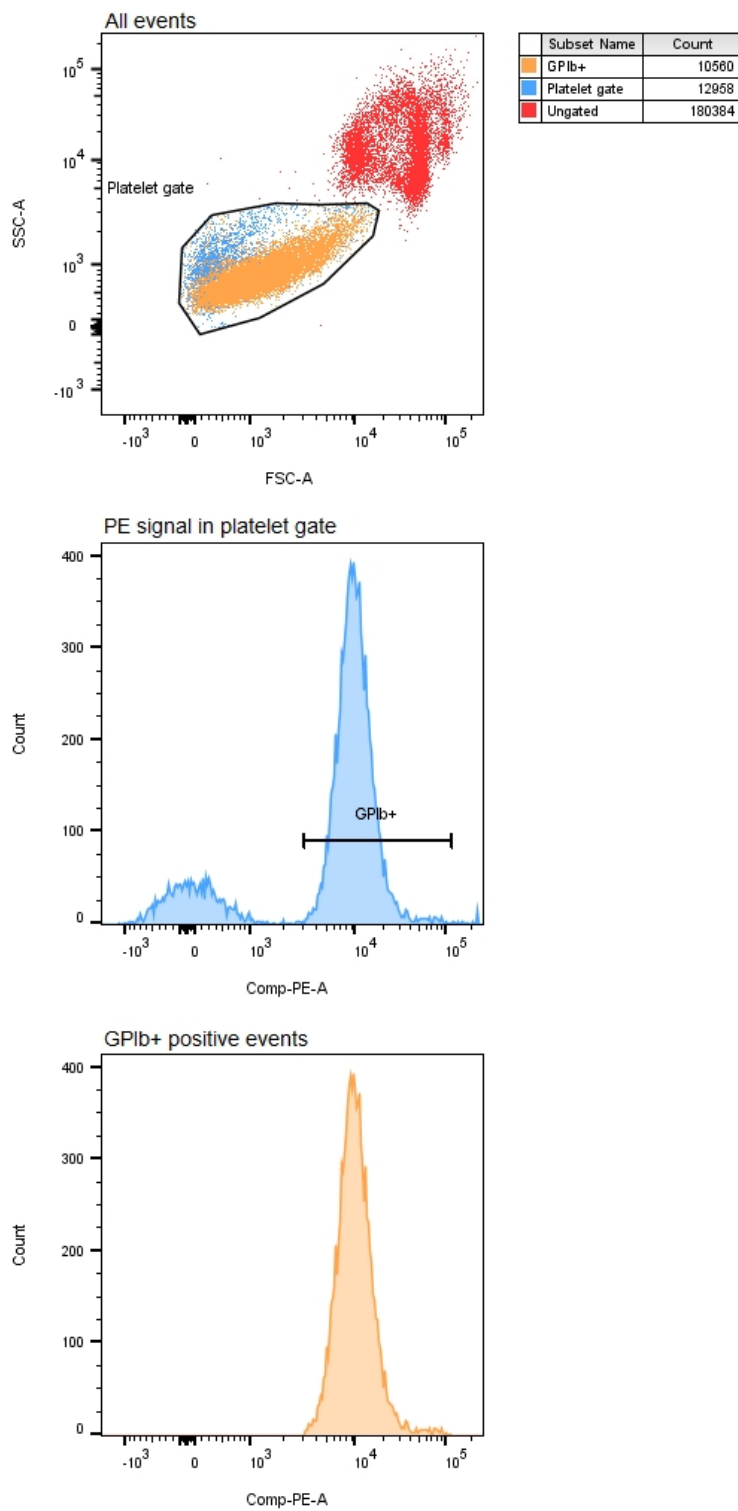 All events
Subset Name Count
GPIb+ 10560
Platelet gate 12958
Ungated 180384
10^5
10^4
Platelet gate
SSC-A
10^3
0
-10^3
-10^3 0 10^3 10^4 10^5
FSC-A
PE signal in platelet gate
400
300
Count
200
GPIb+
100
0
-10^3 0 10^3 10^4 10^5
Comp-PE-A
GPIb+ positive events
400
300
Count
200
100
0
-10^3 0 10^3 10^4 10^5
Comp-PE-A